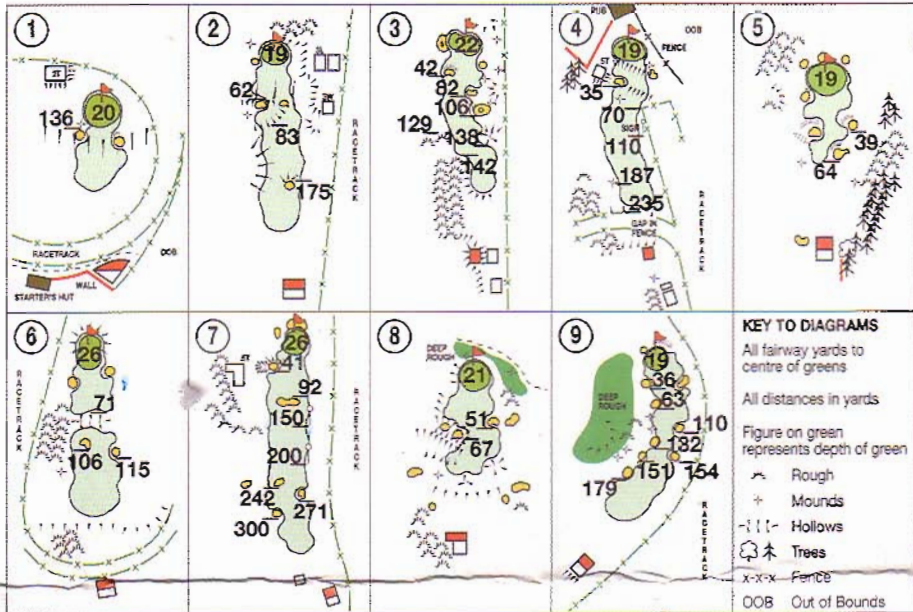 1
2T
20
136
RACETRACK
WALL
STARTER'S HUT
OOB
2
19
62
83
175
RACETRACK
3
22
42
82
106
129
138
142
4
PUB
OOB
FENCE
19
ST
35
70
SIGN
110
187
235
GAP IN
FENCE
RACETRACK
5
19
39
64
6
RACETRACK
26
71
106
115
7
26
41
92
150
200
242
271
300
RACETRACK
8
DEEP
ROUGH
21
51
67
9
DEEP
ROUGH
19
36
63
110
132
151
154
179
RACETRACK
KEY TO DIAGRAMS
All fairway yards to
centre of greens
All distances in yards
Figure on green
represents depth of green
Rough
Mounds
Hollows
Trees
x-x-x Fence
OOB Out of Bounds